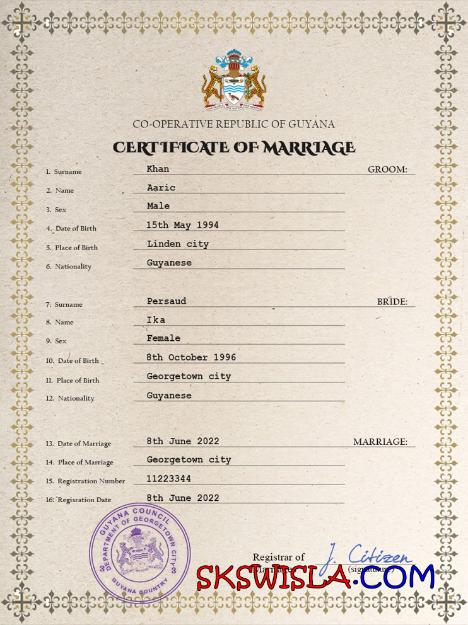 CO-OPERATIVE REPUBLIC OF GUYANA
CERTIFICATE OF MARRIAGE
1. Surname Khan GROOM:
2. Name Aaric
3. Sex Male
4. Date of Birth 15th May 1994
5. Place of Birth Linden city
6. Nationality Guyanese
7. Surname Persaud BRIDE:
8. Name Ika
9. Sex Female
10. Date of Birth 8th October 1996
11. Place of Birth Georgetown city
12. Nationality Guyanese
13. Date of Marriage 8th June 2022 MARRIAGE:
14. Place of Marriage Georgetown city
15. Registration Number 11223344
16. Regisration Date 8th June 2022
GUYANA COUNCIL
DEPARTMENT OF GEORGETOWN CITY
GUYANA COUNTRY
Registrar of
J. Citizen
SKSWISLA.COM